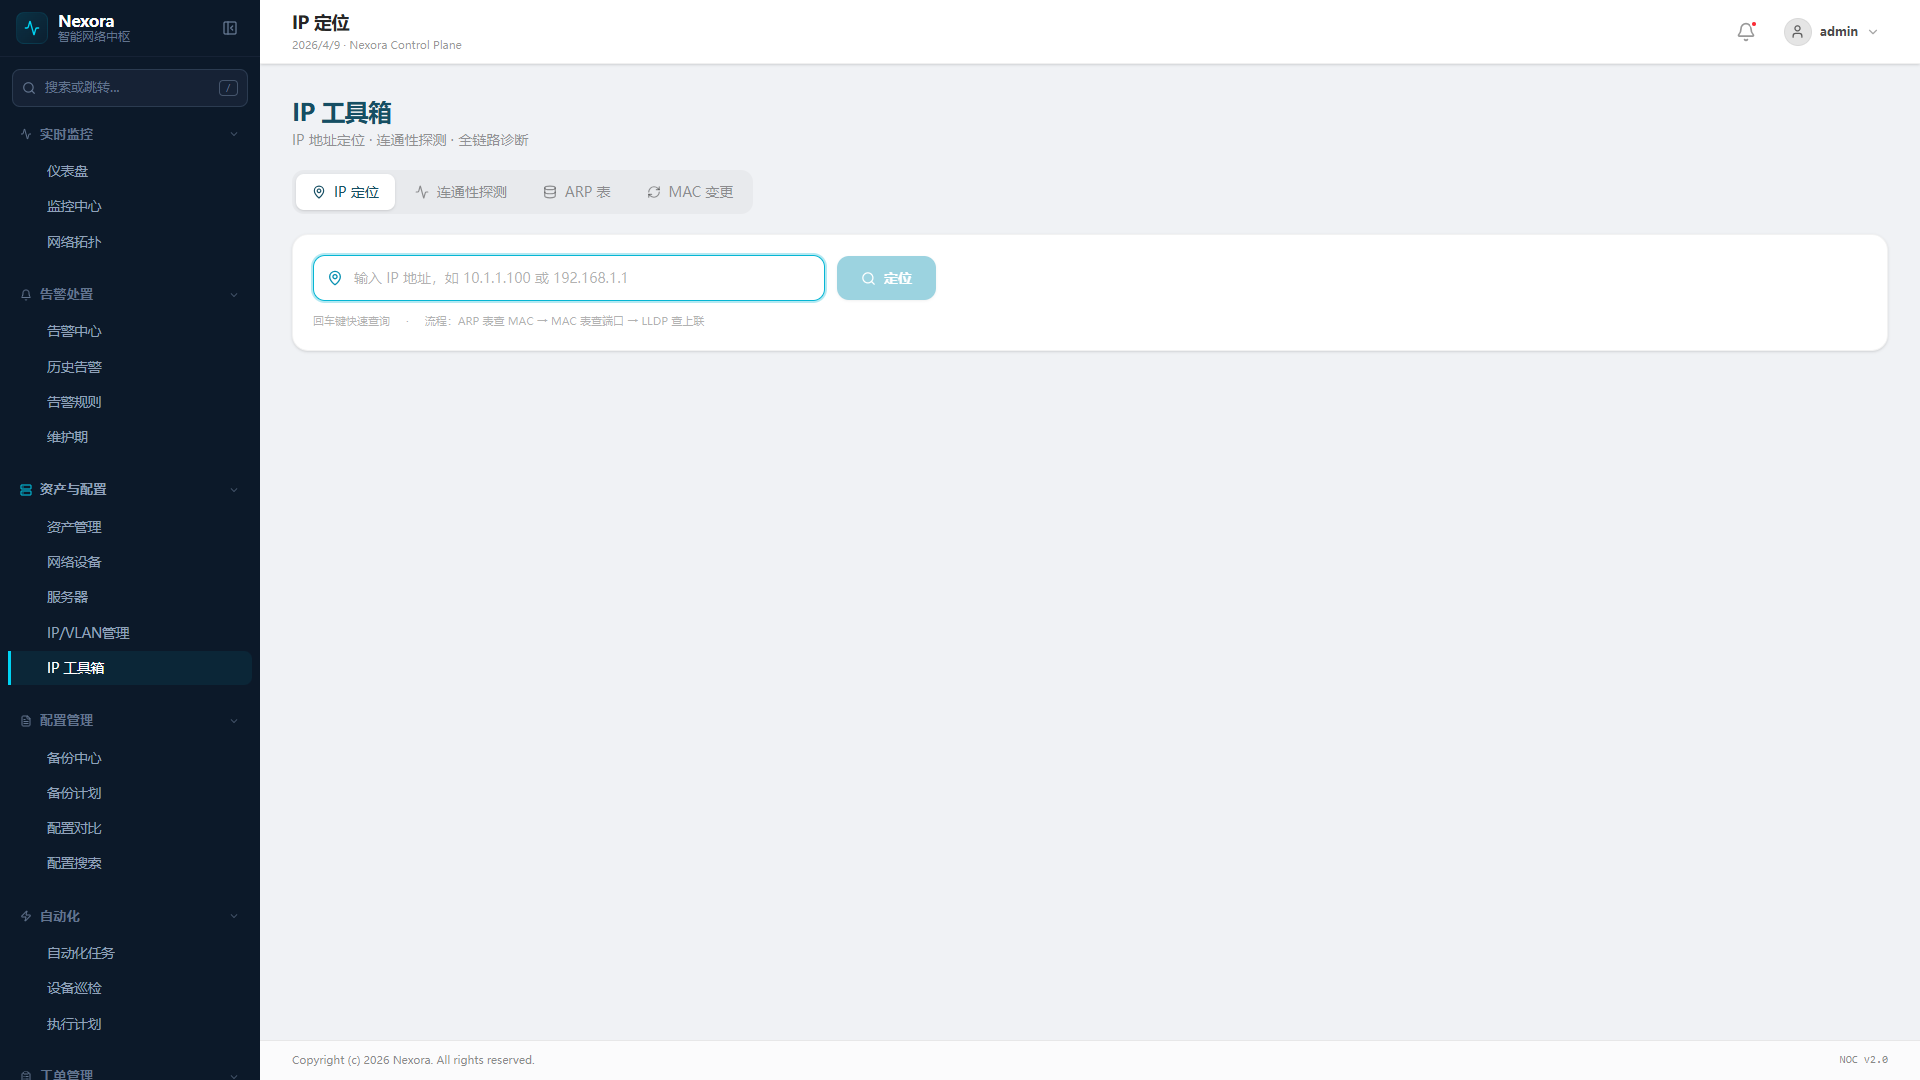 Nexora
智能网络中枢
搜索或跳转...
/
实时监控
仪表盘
监控中心
网络拓扑
告警处置
告警中心
历史告警
告警规则
维护期
资产与配置
资产管理
网络设备
服务器
IP/VLAN管理
IP 工具箱
配置管理
备份中心
备份计划
配置对比
配置搜索
自动化
自动化任务
设备巡检
执行计划
工单管理
IP 定位
2026/4/9 · Nexora Control Plane
admin
IP 工具箱
IP 地址定位 · 连通性探测 · 全链路诊断
IP 定位
连通性探测
ARP 表
MAC 变更
输入 IP 地址，如 10.1.1.100 或 192.168.1.1
定位
回车键快速查询 · 流程：ARP 表查 MAC → MAC 表查端口 → LLDP 查上联
Copyright (c) 2026 Nexora. All rights reserved.
NOC v2.0